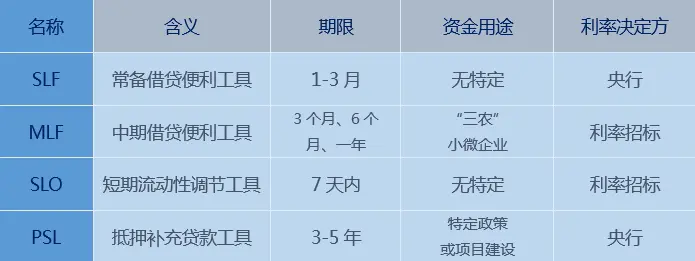 名称 含义 期限 资金用途 利率决定方
SLF 常备借贷便利工具 1-3月 无特定 央行
MLF 中期借贷便利工具 3个月、6个月、一年 “三农”小微企业 利率招标
SLO 短期流动性调节工具 7天内 无特定 利率招标
PSL 抵押补充贷款工具 3-5年 特定政策或项目建设 央行